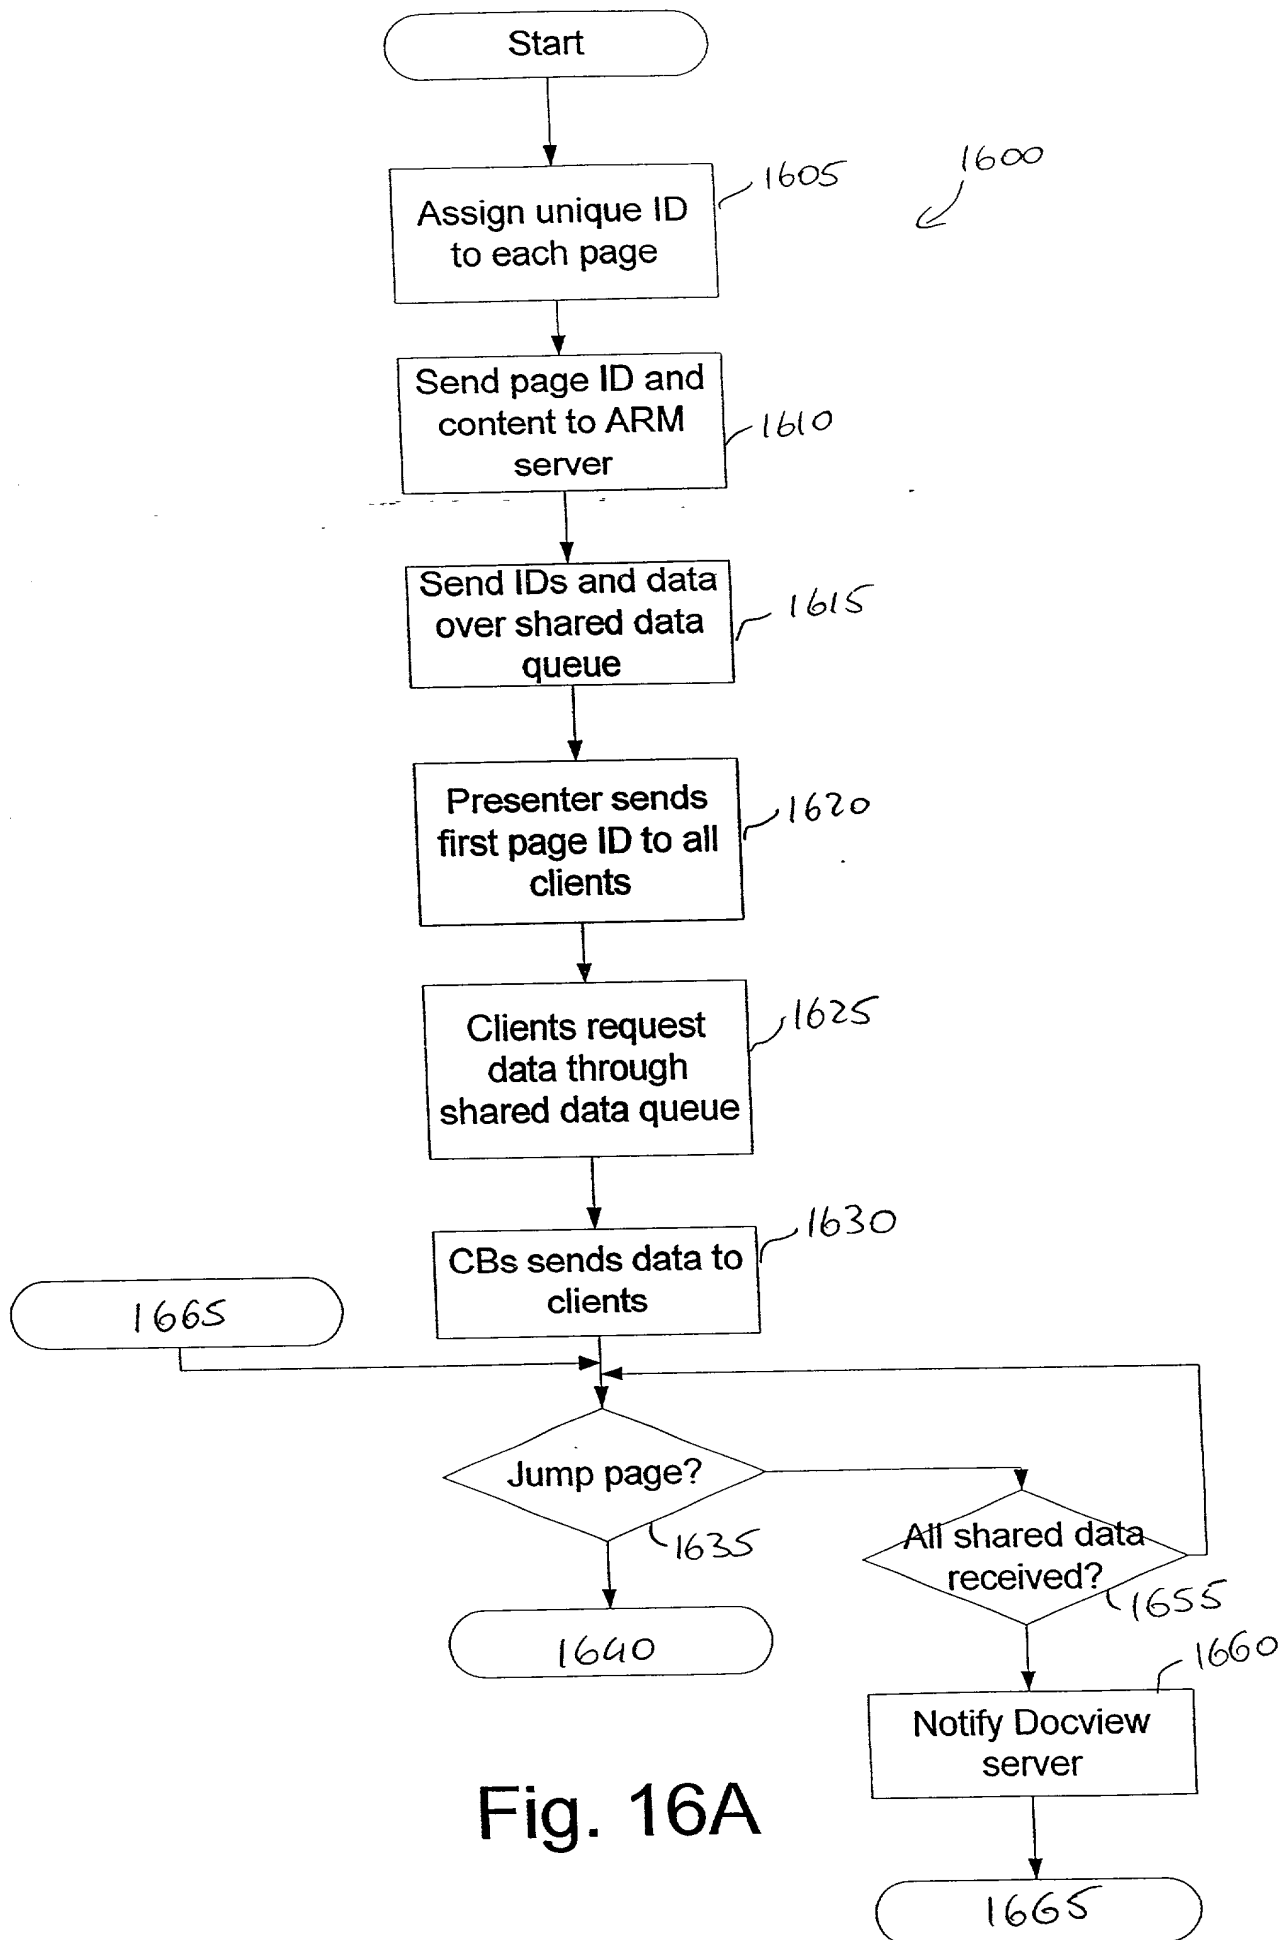 Start
1600
1605
Assign unique ID
to each page
Send page ID and
content to ARM
server
1610
Send IDs and data
over shared data
queue
1615
Presenter sends
first page ID to all
clients
1620
Clients request
data through
shared data queue
1625
CBs sends data to
clients
1630
1665
Jump page?
1635
All shared data
received?
1655
1640
1660
Notify Docview
server
Fig. 16A
1665